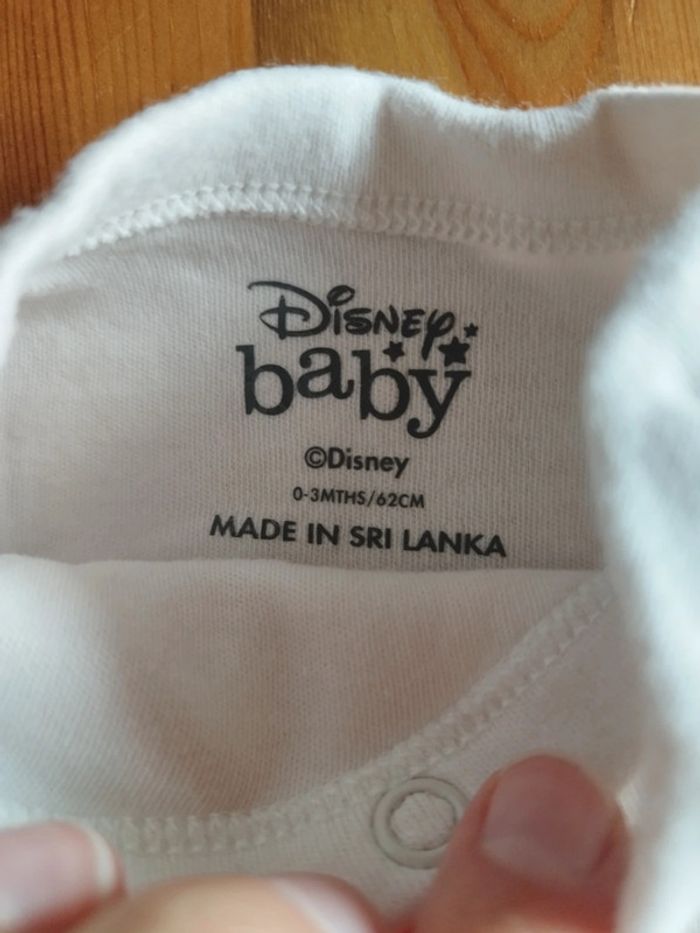 Disney
baby
©Disney
0-3MTHS/62CM
MADE IN SRI LANKA